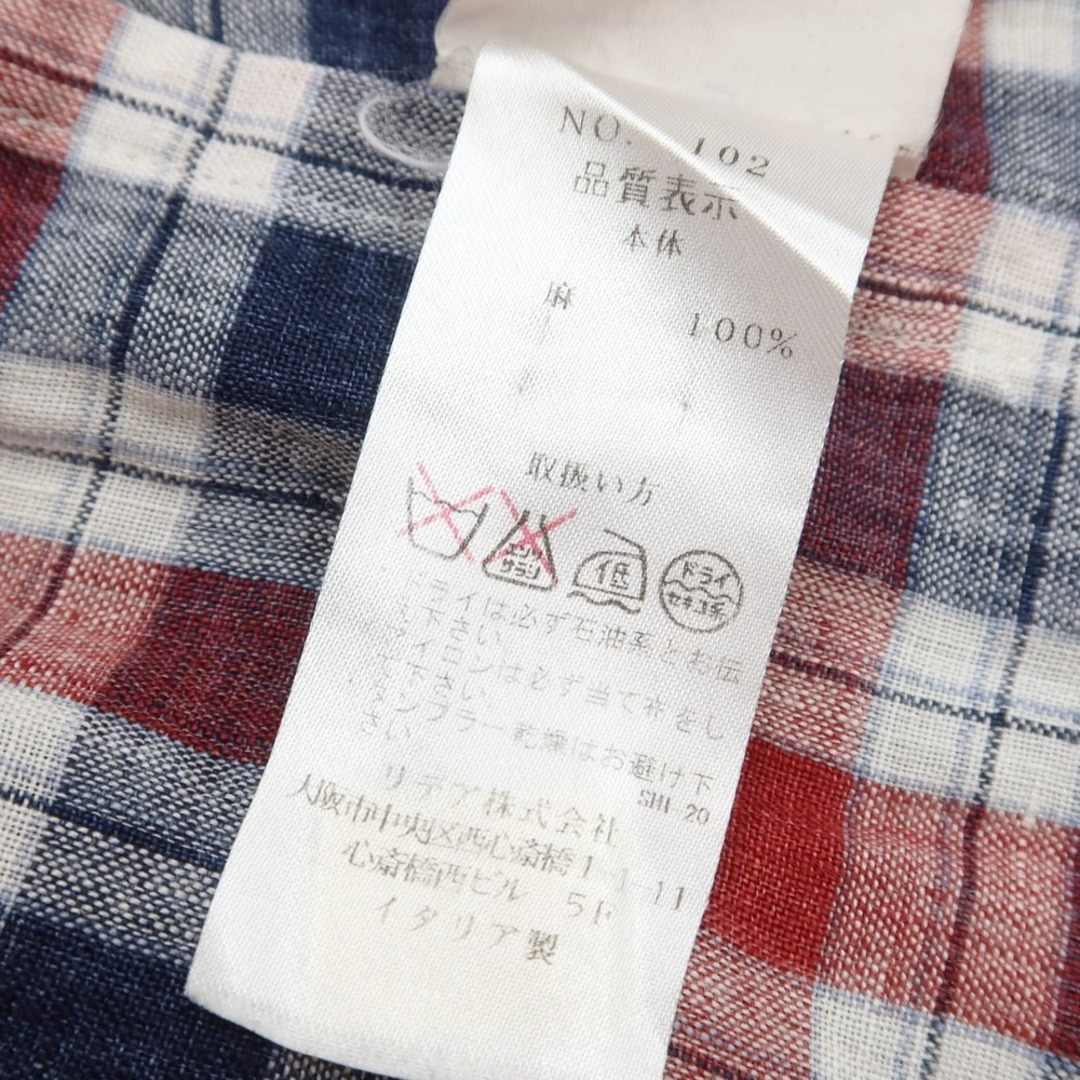 NO. 102
品質表示
本体
麻 100%
取扱い方
エンソ
サラシ
低
ドライ
セキユ系
ドライは必ず石油系とお伝
え下さい
アイロンは必ず当て布をし
て下さい
タンブラー乾燥はお避け下
さい
SHI 20
リデア株式会社
大阪市中央区西心斎橋1-1-11
心斎橋西ビル 5F
イタリア製